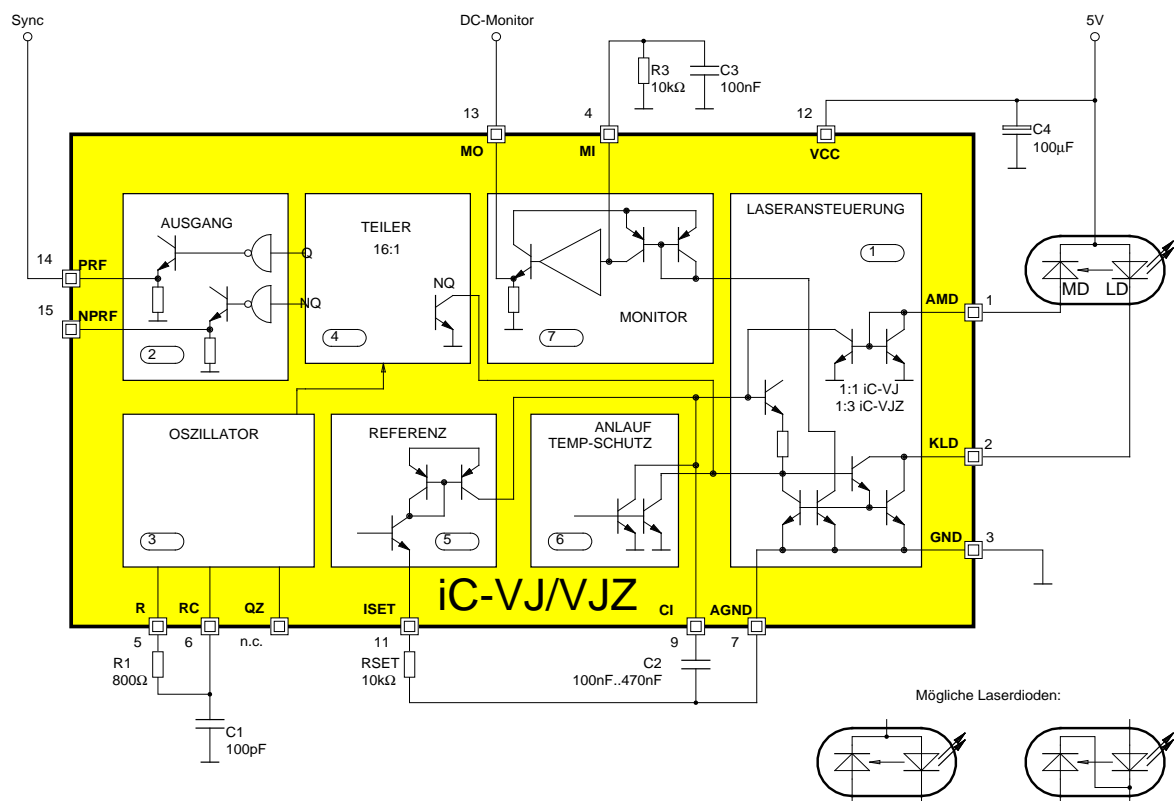 Sync
DC-Monitor
5V
R3
10kΩ
C3
100nF
13
4
12
C4
100µF
MO
MI
VCC
AUSGANG
TEILER
16:1
LASERANSTEUERUNG
14
PRF
Q
1
15
NPRF
NQ
NQ
MONITOR
MD
LD
AMD
1
2
4
7
1:1 iC-VJ
1:3 iC-VJZ
OSZILLATOR
REFERENZ
ANLAUF
TEMP-SCHUTZ
KLD
2
3
5
6
GND
3
iC-VJ/VJZ
R
RC
QZ
ISET
CI
AGND
5
6
n.c.
11
9
7
R1
800Ω
RSET
10kΩ
C2
100nF..470nF
C1
100pF
Mögliche Laserdioden: